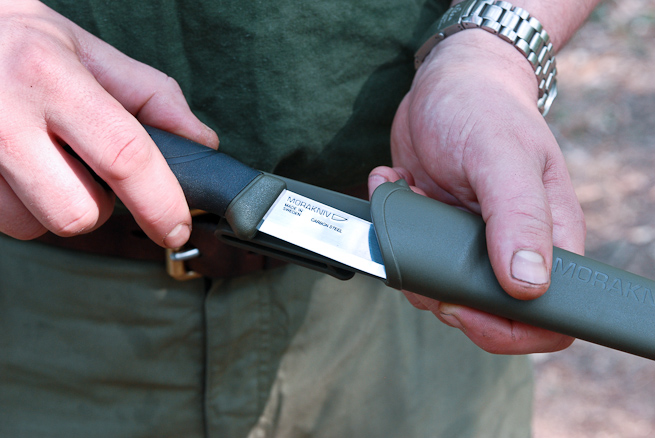 MORAKNIV
MADE IN
SWEDEN
CARBON STEEL
MORAKN